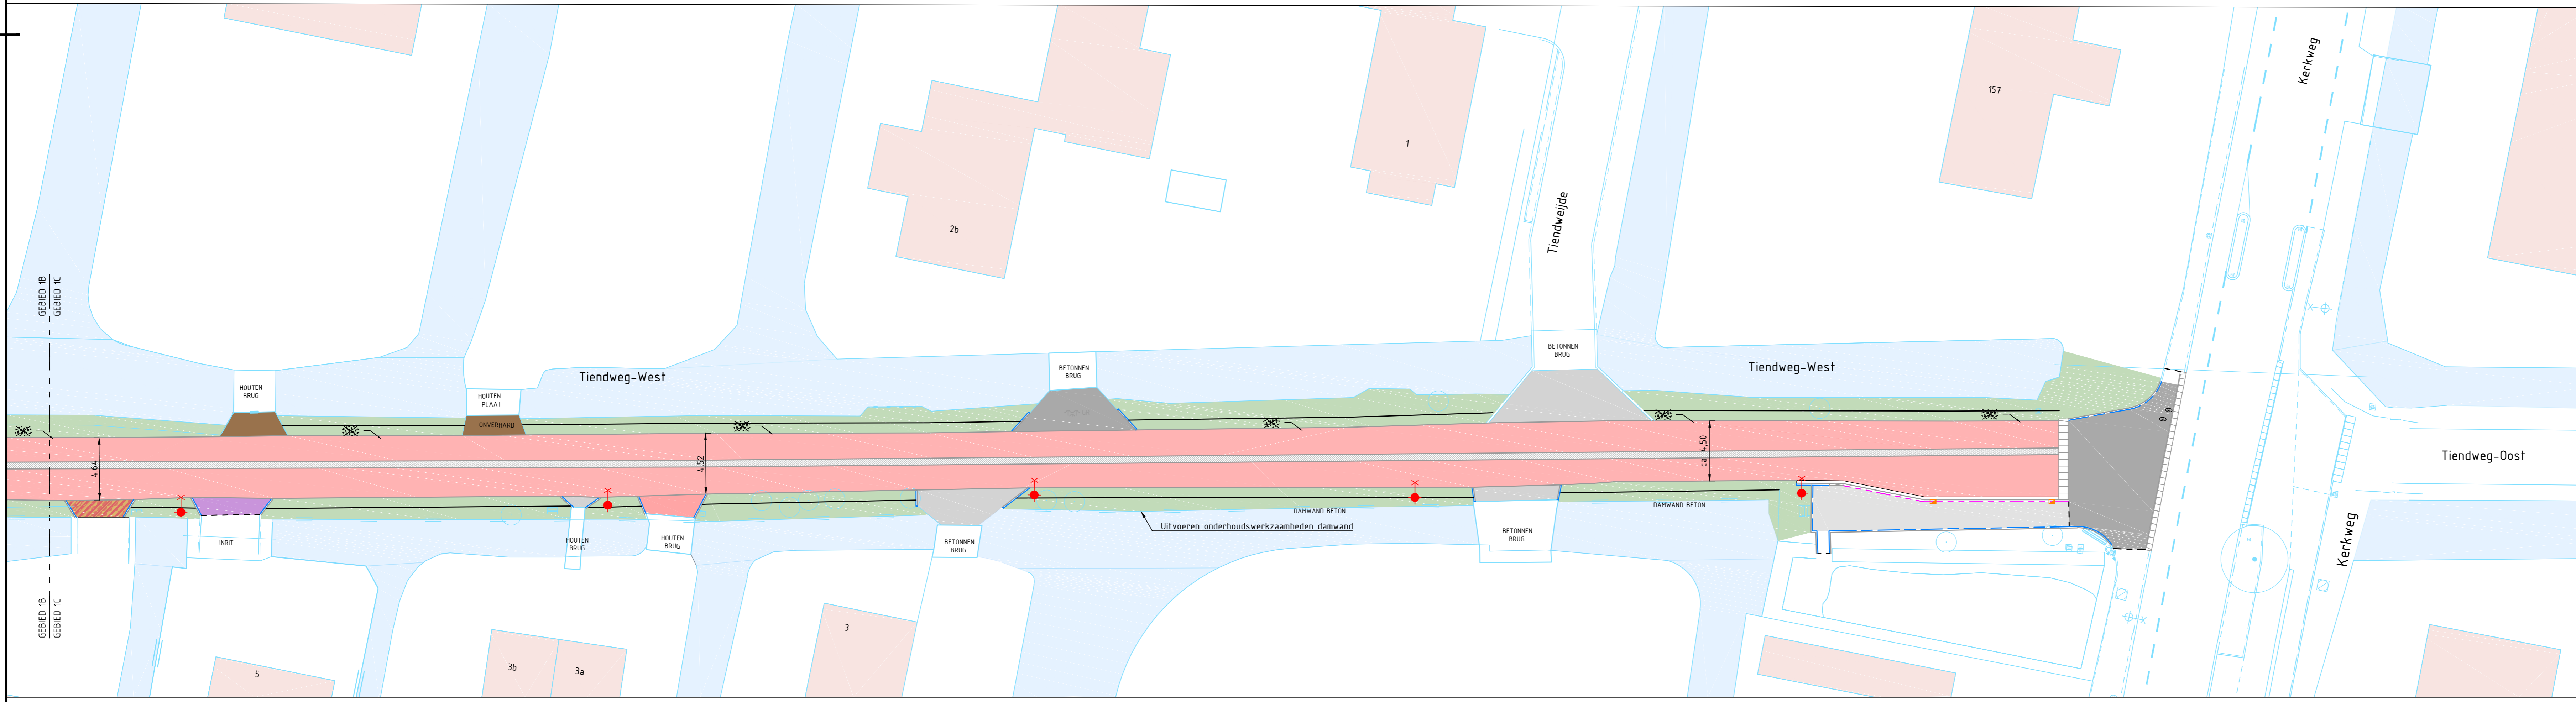 Kerkweg
157
1
Tiendweijde
2b
GEBIED 1B
GEBIED 1C
BETONNEN
BRUG
Tiendweg-West
BETONNEN
BRUG
Tiendweg-West
HOUTEN
BRUG
HOUTEN
PLAAT
ONVERHARD
4.64
4.52
ca. 4,50
Tiendweg-Oost
DAMWAND BETON
DAMWAND BETON
Uitvoeren onderhoudswerkzaamheden damwand
INRIT
HOUTEN
BRUG
HOUTEN
BRUG
BETONNEN
BRUG
BETONNEN
BRUG
Kerkweg
GEBIED 1B
GEBIED 1C
3
3b
3a
5